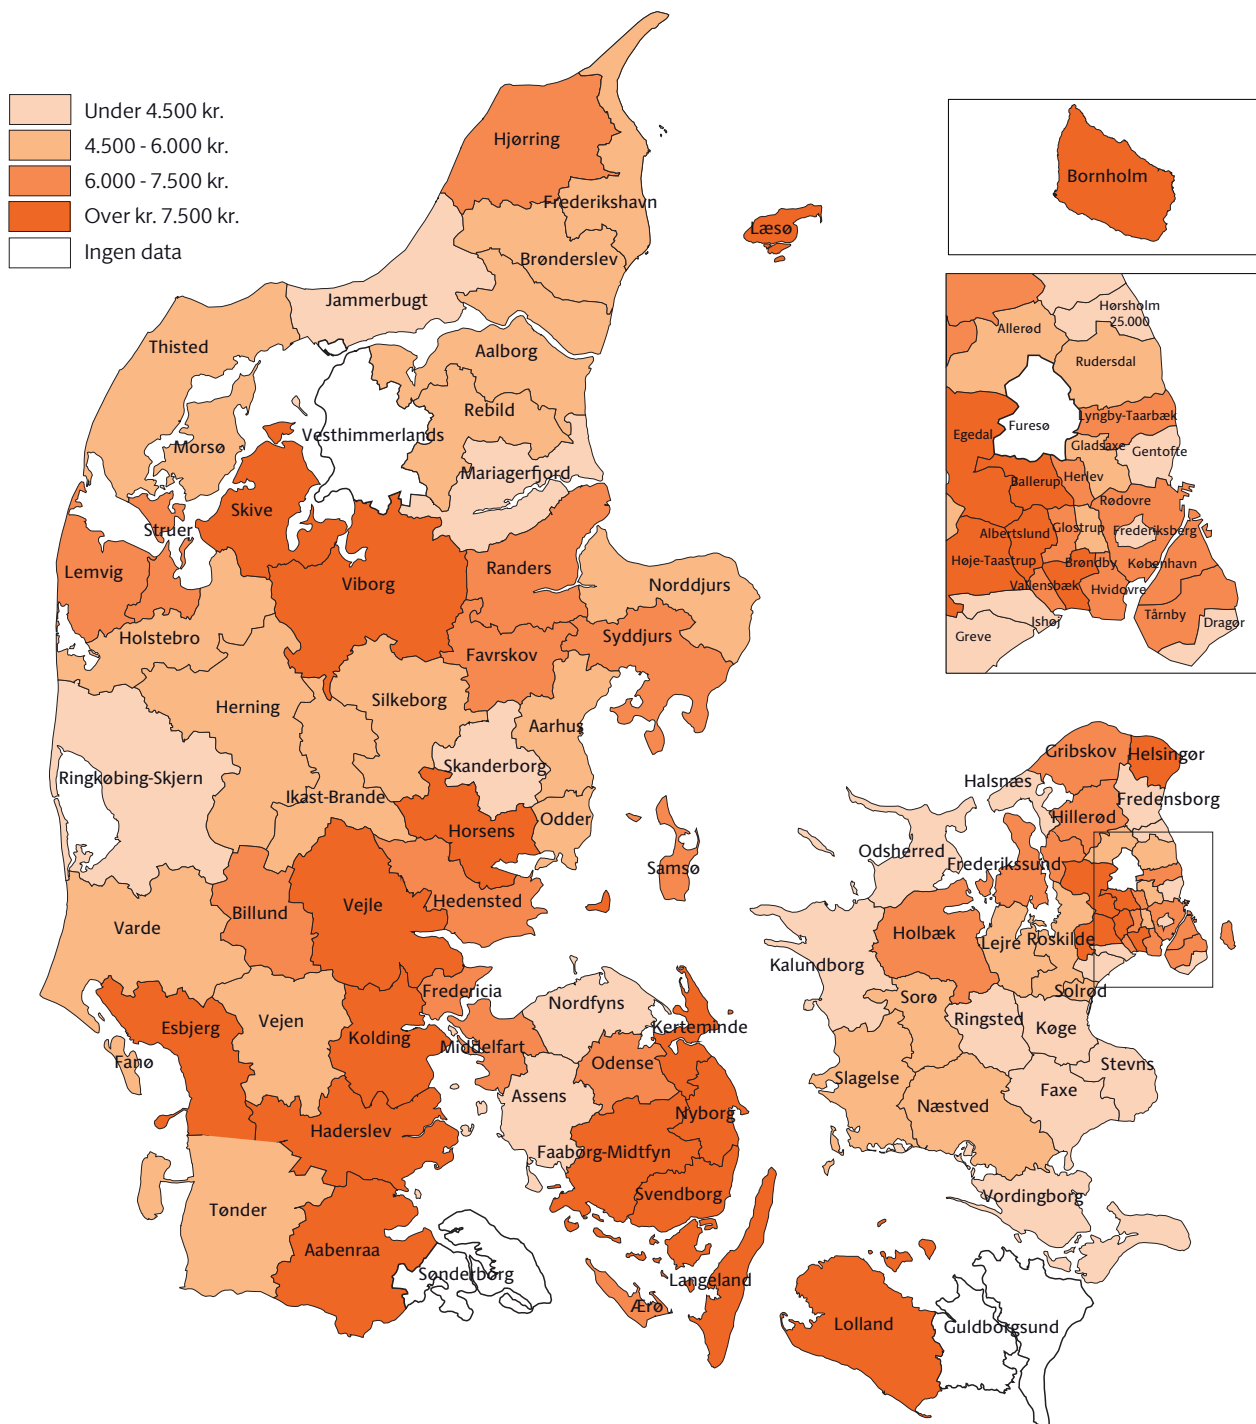 Under 4.500 kr.
4.500 - 6.000 kr.
6.000 - 7.500 kr.
Over kr. 7.500 kr.
Ingen data
Hjørring
Frederikshavn
Læsø
Brønderslev
Jammerbugt
Thisted
Aalborg
Rebild
Morsø
Vesthimmerlands
Mariagerfjord
Skive
Struer
Lemvig
Viborg
Randers
Norddjurs
Holstebro
Favrskov
Syddjurs
Herning
Silkeborg
Aarhus
Skanderborg
Ringkøbing-Skjern
Ikast-Brande
Horsens
Odder
Samsø
Hedensted
Billund
Vejle
Varde
Fredericia
Esbjerg
Vejen
Kolding
Fanø
Haderslev
Tønder
Aabenraa
Sønderborg
Nordfyns
Kerteminde
Middelfart
Odense
Assens
Nyborg
Faaborg-Midtfyn
Svendborg
Langeland
Ærø
Bornholm
Hørsholm
25.000
Allerød
Rudersdal
Lyngby-Taarbæk
Egedal
Furesø
Gladsaxe
Gentofte
Ballerup
Herlev
Rødovre
Albertslund
Glostrup
Frederiksberg
Høje-Taastrup
Brøndby
København
Vallensbæk
Hvidovre
Tårnby
Ishøj
Dragør
Greve
Gribskov
Helsingør
Halsnæs
Fredensborg
Hillerød
Odsherred
Frederikssund
Holbæk
Lejre
Roskilde
Kalundborg
Solrød
Sorø
Ringsted
Køge
Stevns
Slagelse
Næstved
Faxe
Vordingborg
Lolland
Guldborgsund